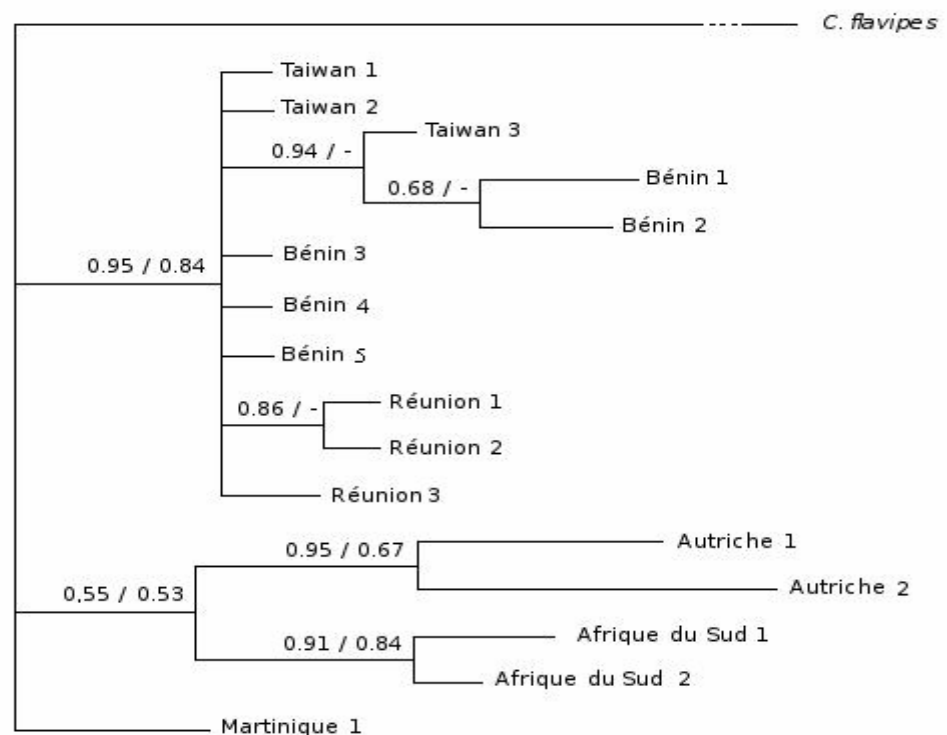 C. flavipes
Taiwan 1
Taiwan 2
Taiwan 3
0.94 / -
Bénin 1
0.68 / -
Bénin 2
Bénin 3
0.95 / 0.84
Bénin 4
Bénin 5
Réunion 1
0.86 / -
Réunion 2
Réunion 3
Autriche 1
0.95 / 0.67
Autriche 2
0.55 / 0.53
Afrique du Sud 1
0.91 / 0.84
Afrique du Sud 2
Martinique 1